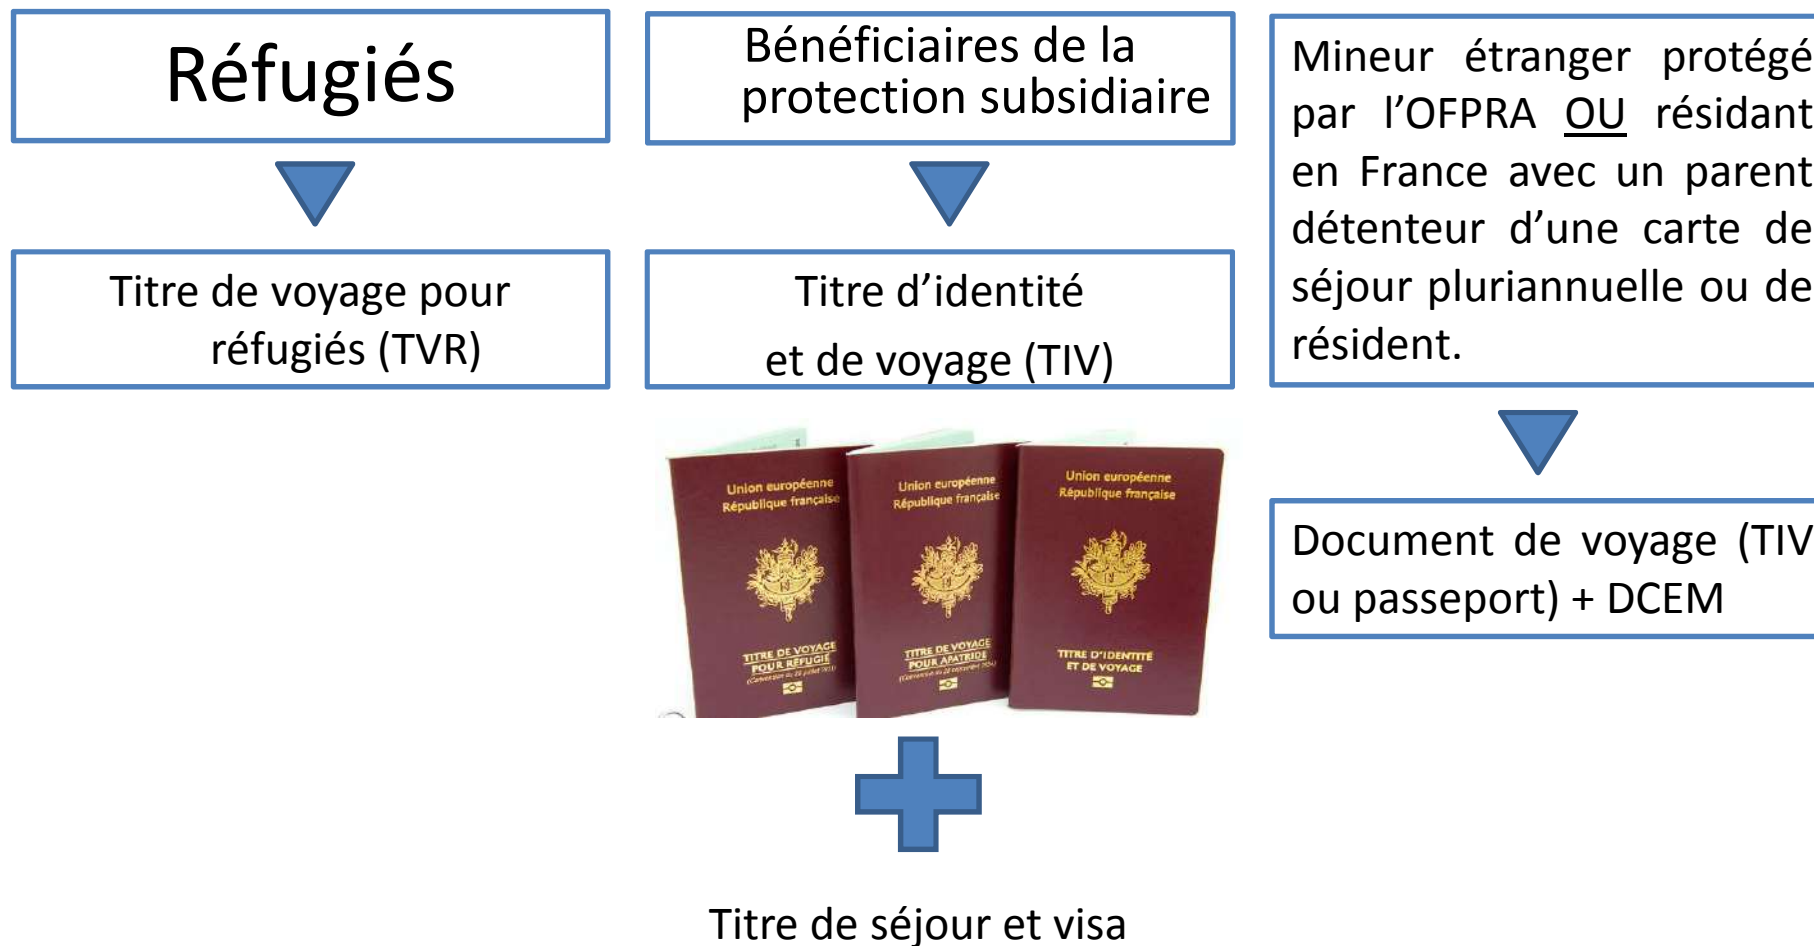 Réfugiés
Titre de voyage pour
réfugiés (TVR)
Bénéficiaires de la
protection subsidiaire
Titre d’identité
et de voyage (TIV)
Mineur étranger protégé
par l’OFPRA OU résidant
en France avec un parent
détenteur d’une carte de
séjour pluriannuelle ou de
résident.
Document de voyage (TIV
ou passeport) + DCEM
Union européenne
République française
TITRE DE VOYAGE
POUR RÉFUGIÉ
Union européenne
République française
TITRE DE VOYAGE
POUR APATRIDE
Union européenne
République française
TITRE D'IDENTITÉ
ET DE VOYAGE
Titre de séjour et visa